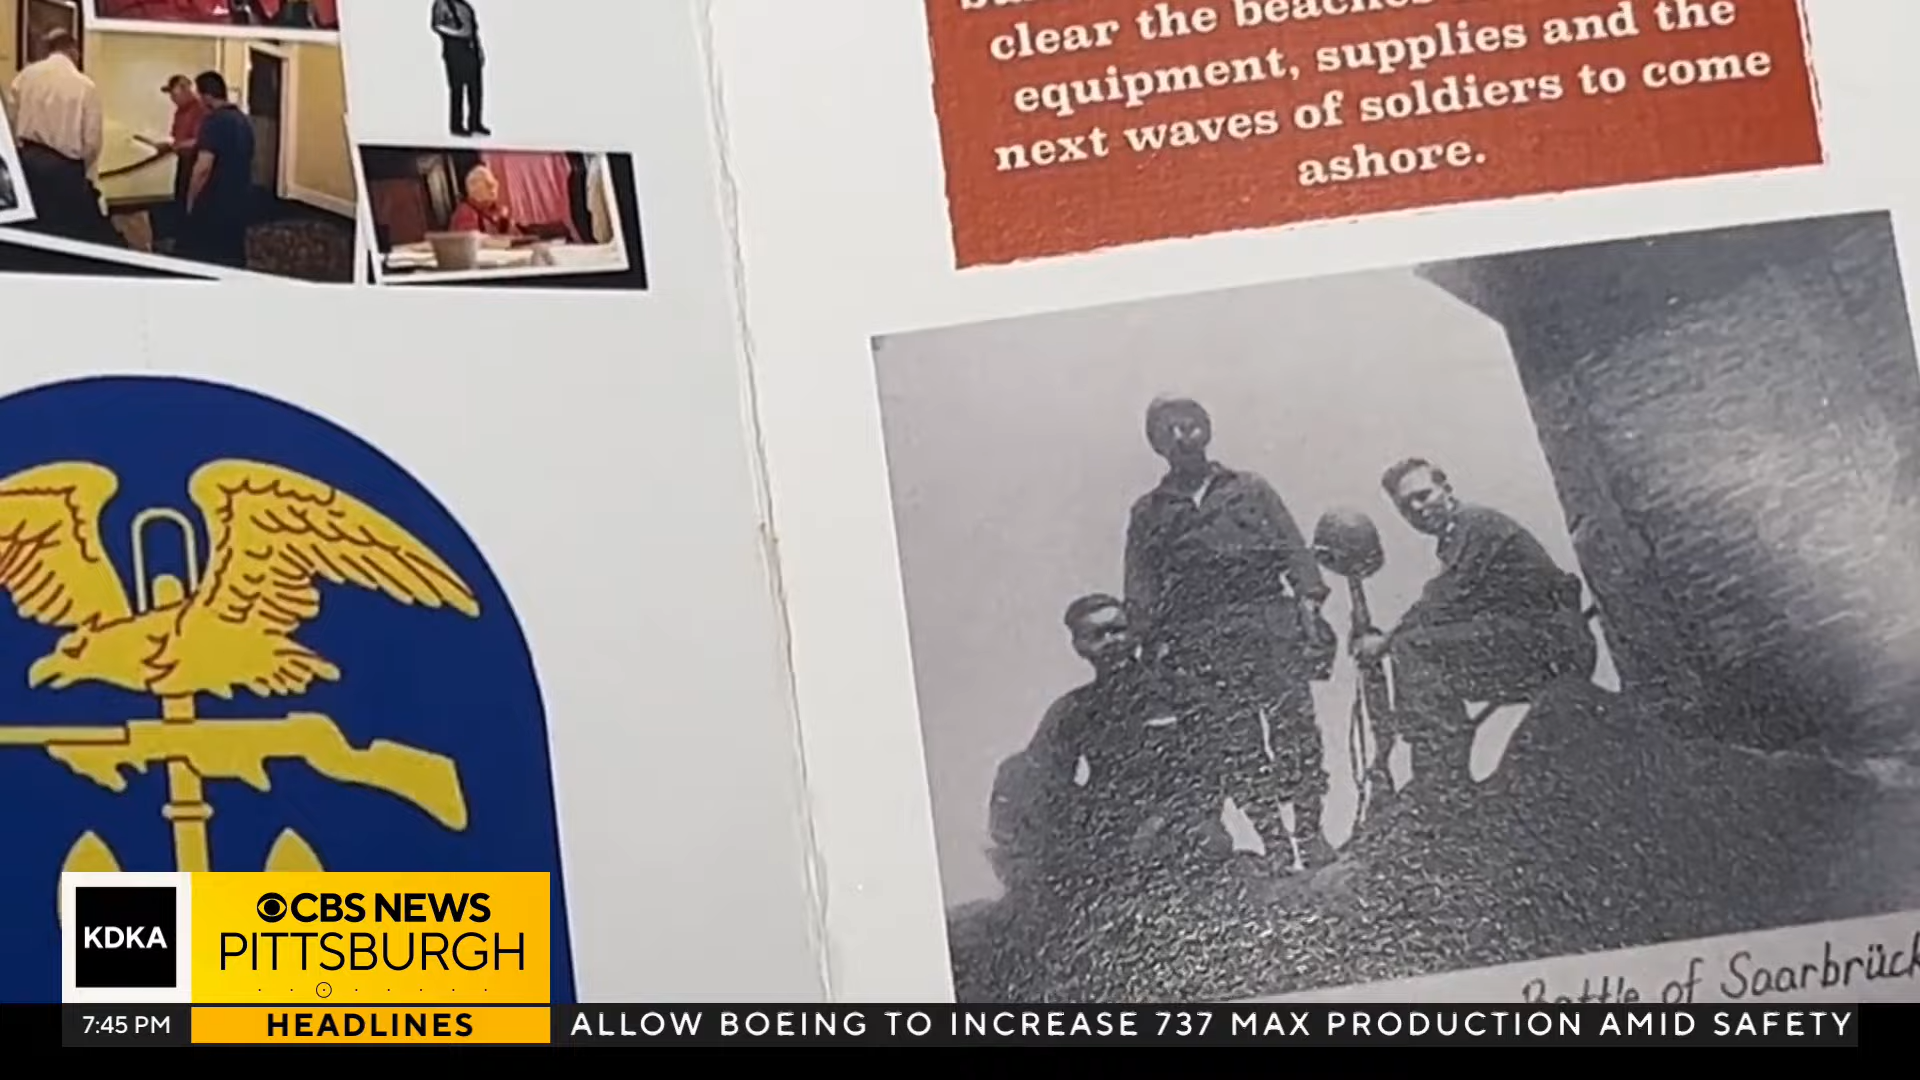 clear the beaches
equipment, supplies and the
next waves of soldiers to come
ashore.
Battle of Saarbrück
KDKA
CBS NEWS
PITTSBURGH
7:45 PM
HEADLINES
ALLOW BOEING TO INCREASE 737 MAX PRODUCTION AMID SAFETY